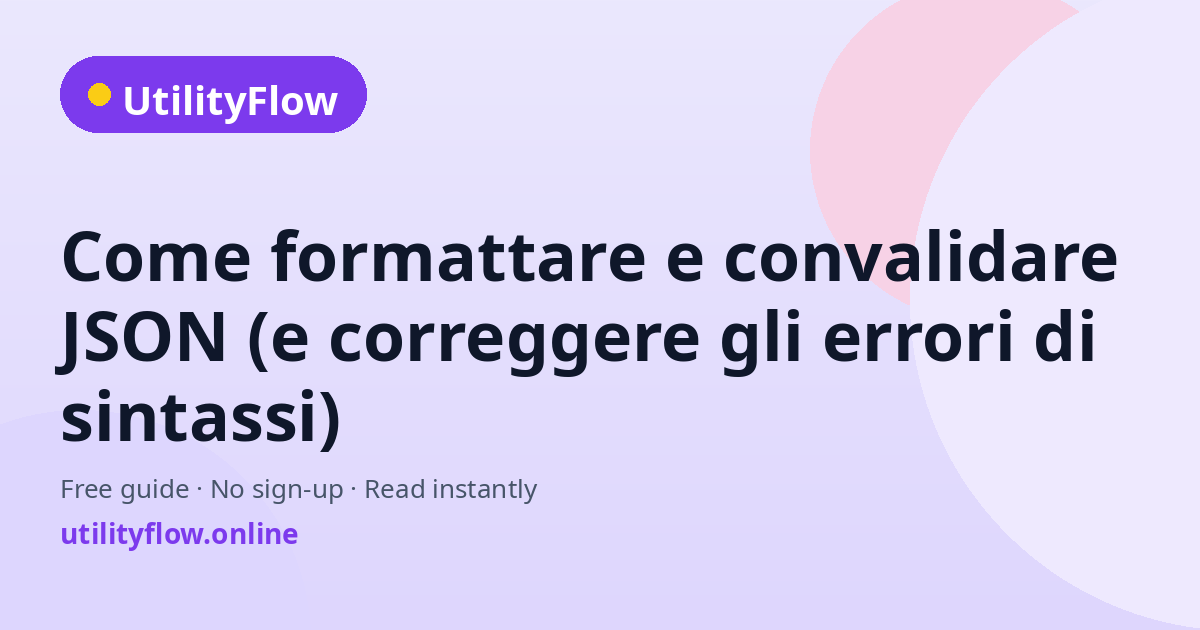 UtilityFlow
Come formattare e convalidare
JSON (e correggere gli errori di
sintassi)
Free guide · No sign-up · Read instantly
utilityflow.online